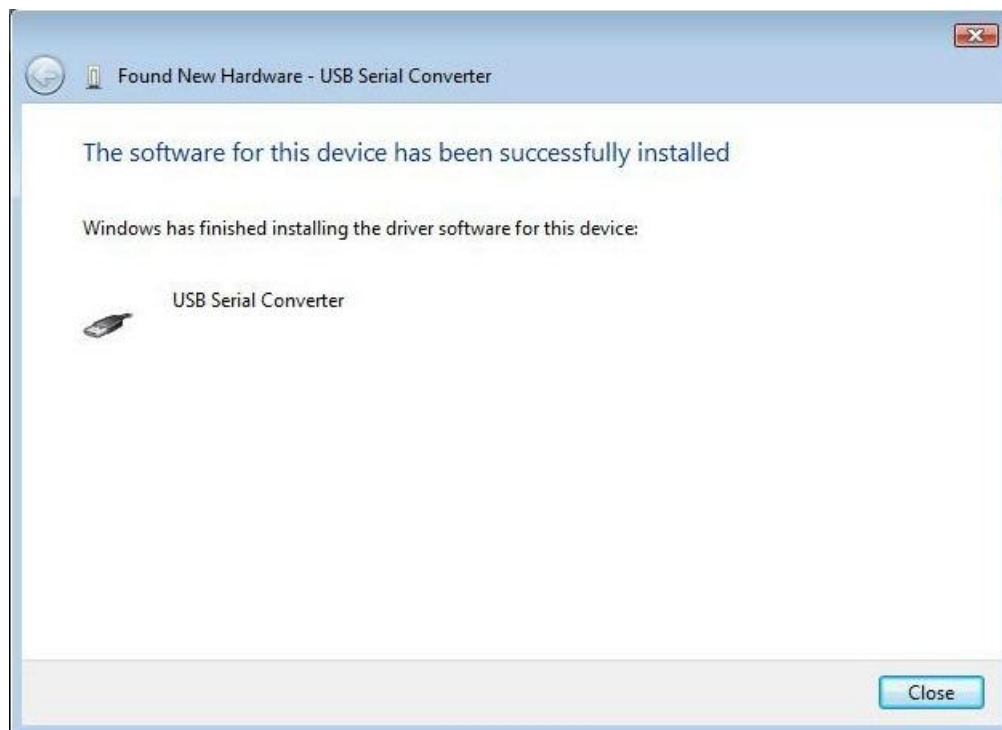 Found New Hardware - USB Serial Converter
The software for this device has been successfully installed
Windows has finished installing the driver software for this device:
USB Serial Converter
Close